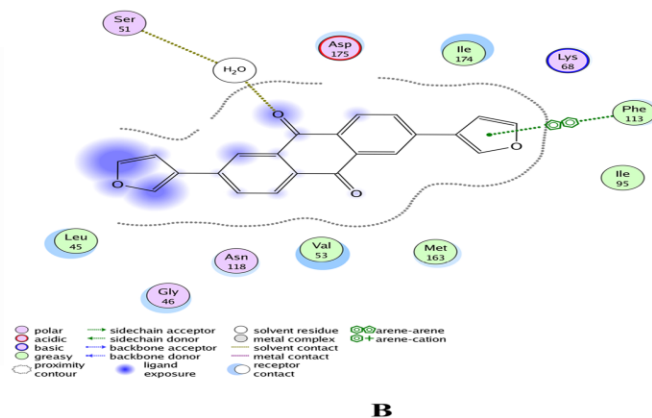 Ser
51
H₂O
Asp
175
Ile
174
Lys
68
Phe
113
Ile
95
O
O
O
O
Leu
45
Gly
46
Asn
118
Val
53
Met
163
polar
acidic
basic
greasy
proximity
contour
sidechain acceptor
sidechain donor
backbone acceptor
backbone donor
ligand
exposure
solvent residue
metal complex
solvent contact
metal contact
receptor
contact
arene-arene
+arene-cation
B